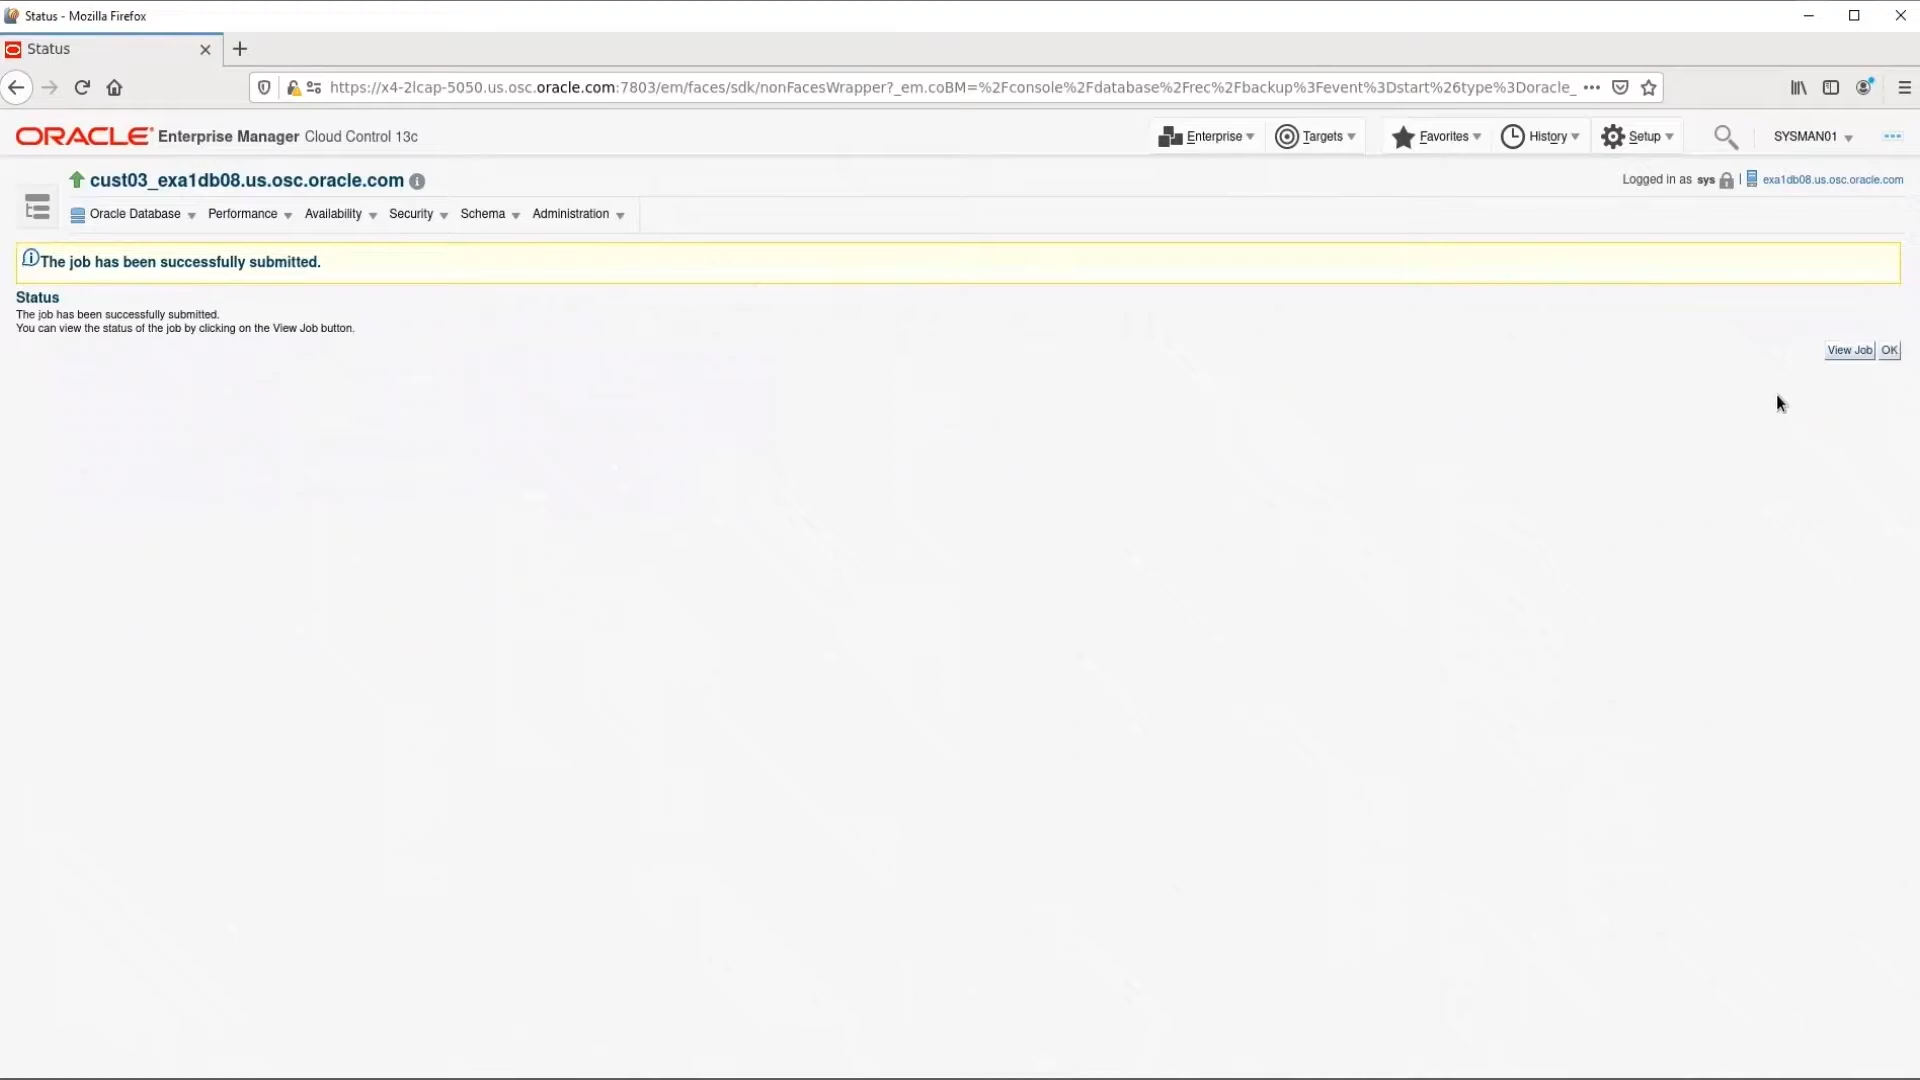 Status - Mozilla Firefox
Status
https://x4-2lcap-5050.us.osc.oracle.com:7803/em/faces/sdk/nonFacesWrapper?_em.coBM=%2Fconsole%2Fdatabase%2Frec%2Fbackup%3Fevent%3Dstart%26type%3Doracle_
ORACLE Enterprise Manager Cloud Control 13c
Enterprise Targets Favorites History Setup SYSMAN01
cust03_exa1db08.us.osc.oracle.com
Logged in as sys | exa1db08.us.osc.oracle.com
Oracle Database Performance Availability Security Schema Administration
The job has been successfully submitted.
Status
The job has been successfully submitted.
You can view the status of the job by clicking on the View Job button.
View Job OK